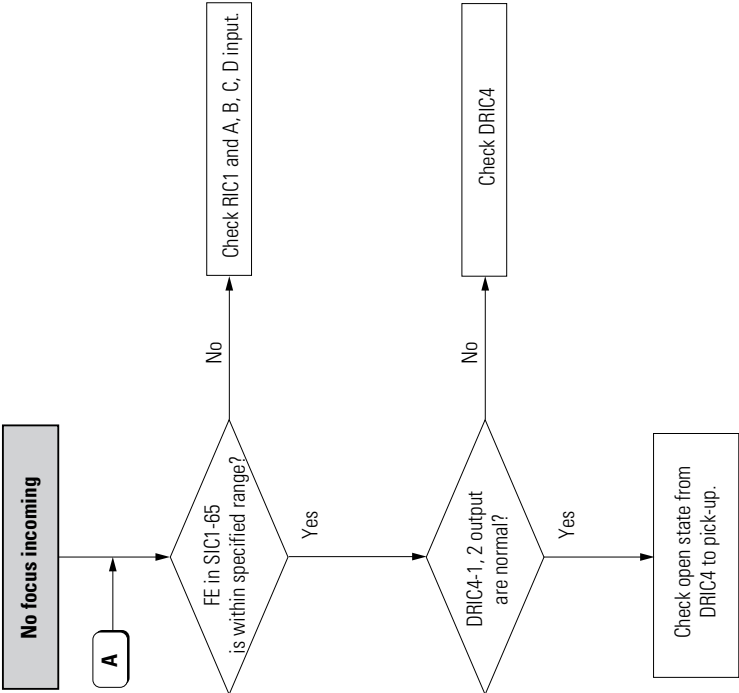 No focus incoming
A
FE in SIC1-65
is within specified range?
No
Check RIC1 and A, B, C, D input.
Yes
DRIC4-1, 2 output
are normal?
No
Check DRIC4
Yes
Check open state from
DRIC4 to pick-up.